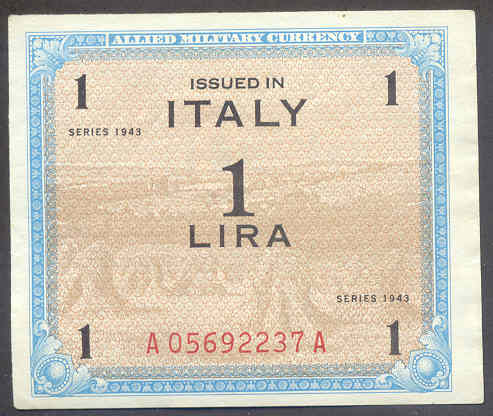 ALLIED MILITARY CURRENCY
1 ISSUED IN 1
ITALY
SERIES 1943
1
LIRA
SERIES 1943
1 A 05692237 A 1